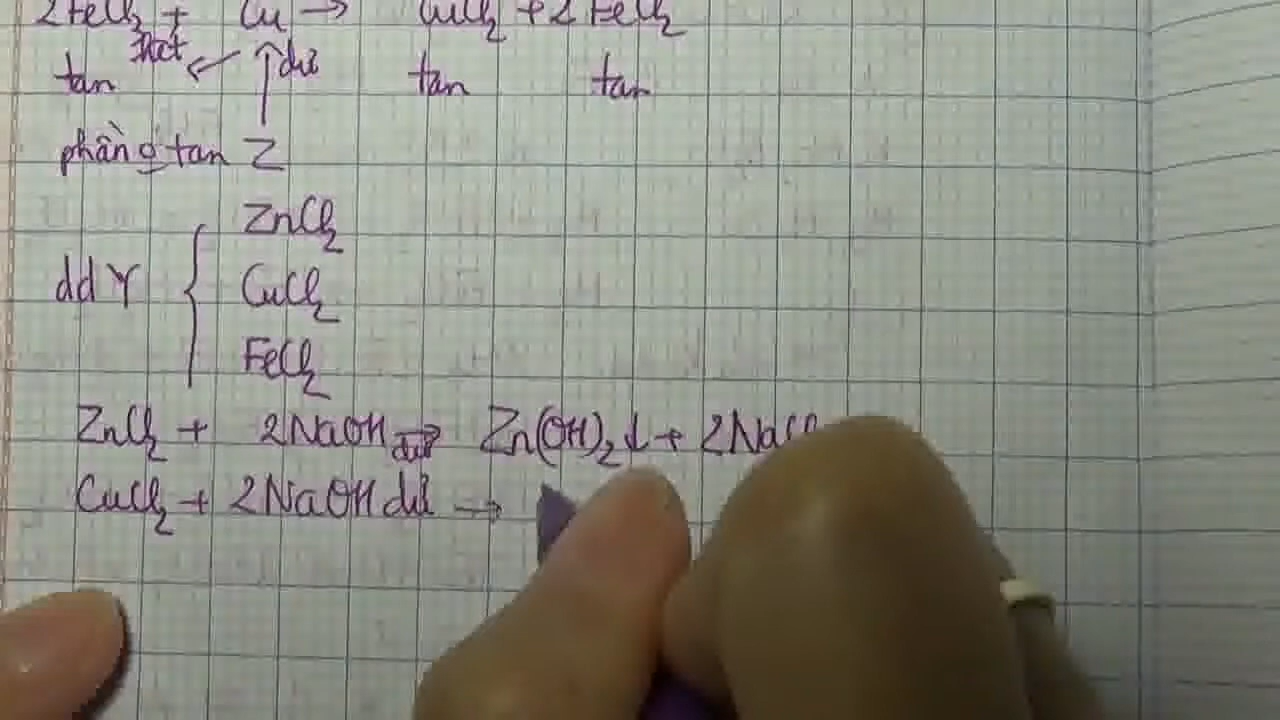 2FeCl3 + Cu → CuCl2 + 2FeCl2
tan ↙ ↑ dư tan tan
phần o tan Z
ZnCl2
dd Y { CuCl2
FeCl2
ZnCl2 + 2NaOH dư → Zn(OH)2↓ + 2NaCl
CuCl2 + 2NaOH dư →